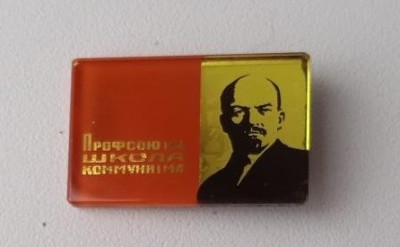 Профсоюзы
школа
коммунизма